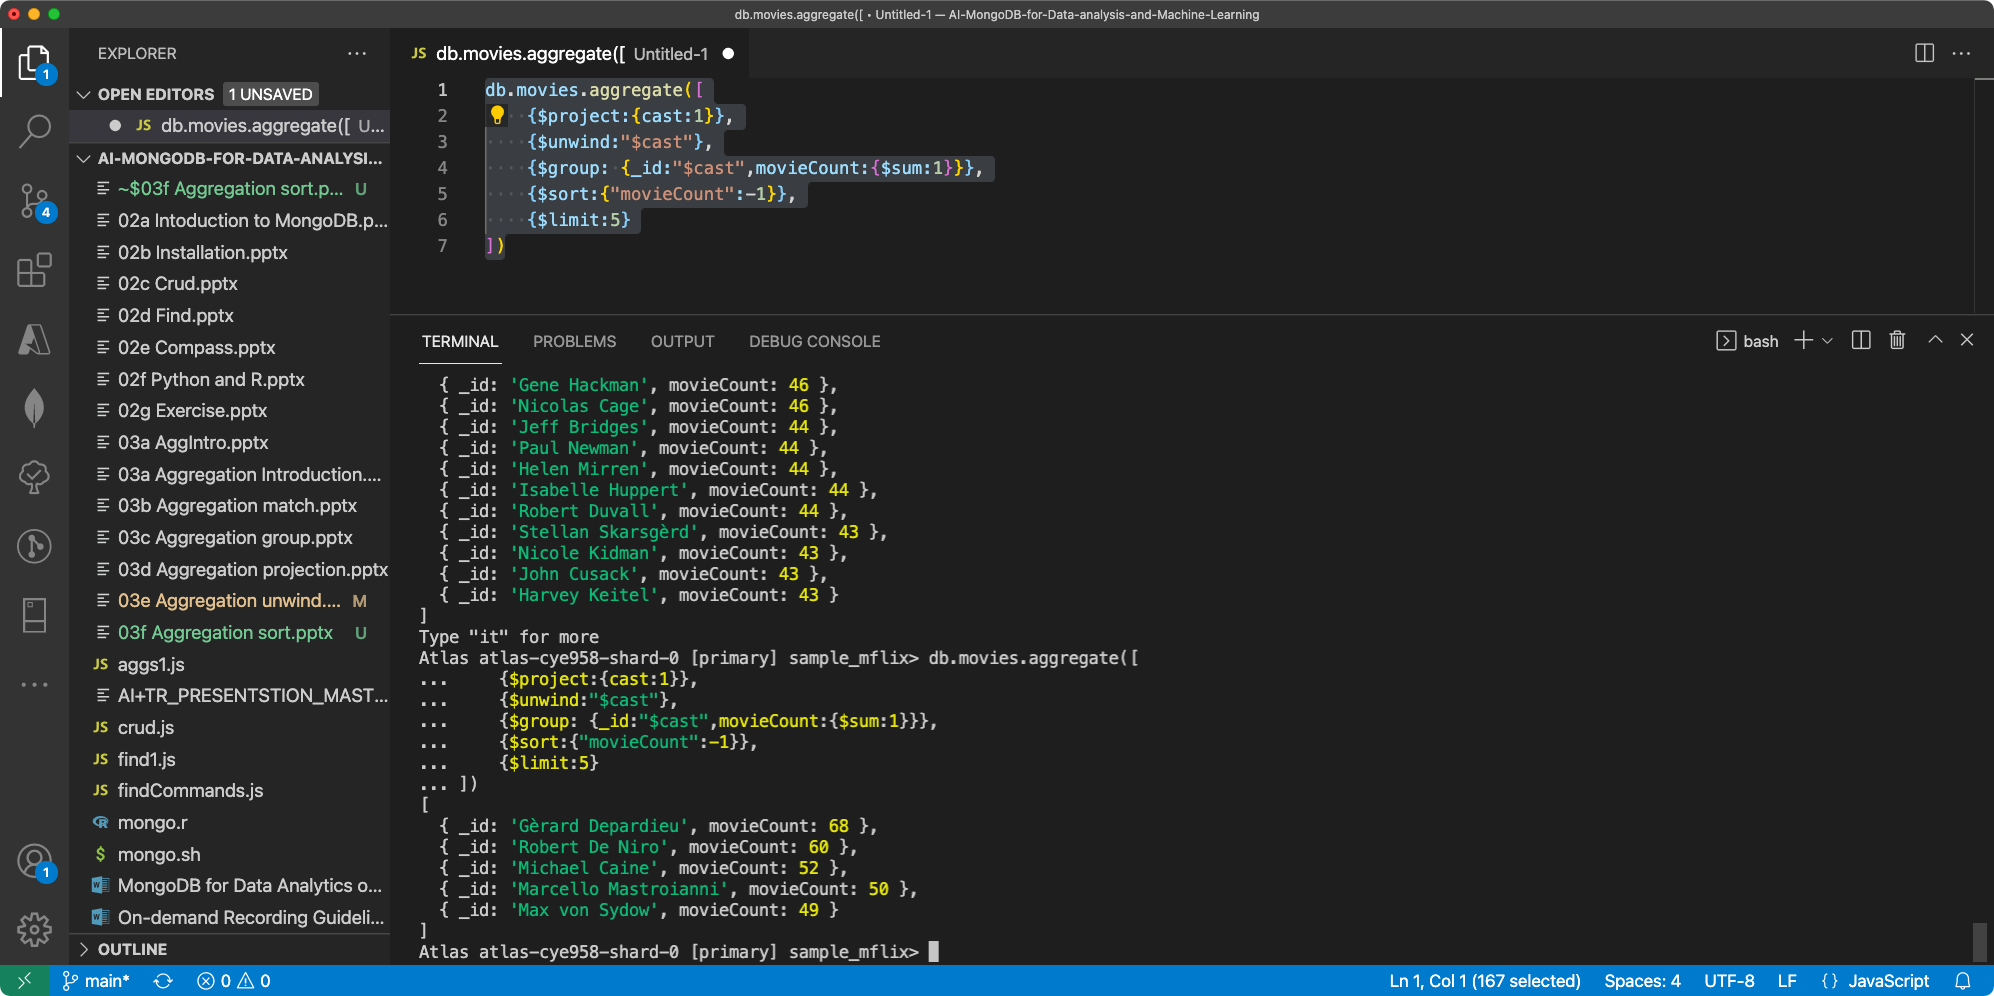 db.movies.aggregate([ • Untitled-1 — AI-MongoDB-for-Data-analysis-and-Machine-Learning
EXPLORER
OPEN EDITORS 1 UNSAVED
JS db.movies.aggregate([ U...
AI-MONGODB-FOR-DATA-ANALYSI...
~$03f Aggregation sort.p... U
02a Intoduction to MongoDB.p...
02b Installation.pptx
02c Crud.pptx
02d Find.pptx
02e Compass.pptx
02f Python and R.pptx
02g Exercise.pptx
03a AggIntro.pptx
03a Aggregation Introduction....
03b Aggregation match.pptx
03c Aggregation group.pptx
03d Aggregation projection.pptx
03e Aggregation unwind.... M
03f Aggregation sort.pptx U
JS aggs1.js
AI+TR_PRESENTSTION_MAST...
JS crud.js
JS find1.js
JS findCommands.js
R mongo.r
$ mongo.sh
W MongoDB for Data Analytics o...
W On-demand Recording Guideli...
OUTLINE
1
4
1
JS db.movies.aggregate([ Untitled-1
1 db.movies.aggregate([
2 {$project:{cast:1}},
3 ····{$unwind:"$cast"},
4 ····{$group: {_id:"$cast",movieCount:{$sum:1}}},
5 ····{$sort:{"movieCount":-1}},
6 ····{$limit:5}
7 ])
TERMINAL PROBLEMS OUTPUT DEBUG CONSOLE bash
{ _id: 'Gene Hackman', movieCount: 46 },
{ _id: 'Nicolas Cage', movieCount: 46 },
{ _id: 'Jeff Bridges', movieCount: 44 },
{ _id: 'Paul Newman', movieCount: 44 },
{ _id: 'Helen Mirren', movieCount: 44 },
{ _id: 'Isabelle Huppert', movieCount: 44 },
{ _id: 'Robert Duvall', movieCount: 44 },
{ _id: 'Stellan Skarsgèrd', movieCount: 43 },
{ _id: 'Nicole Kidman', movieCount: 43 },
{ _id: 'John Cusack', movieCount: 43 },
{ _id: 'Harvey Keitel', movieCount: 43 }
]
Type "it" for more
Atlas atlas-cye958-shard-0 [primary] sample_mflix> db.movies.aggregate([
... {$project:{cast:1}},
... {$unwind:"$cast"},
... {$group: {_id:"$cast",movieCount:{$sum:1}}},
... {$sort:{"movieCount":-1}},
... {$limit:5}
... ])
[
{ _id: 'Gèrard Depardieu', movieCount: 68 },
{ _id: 'Robert De Niro', movieCount: 60 },
{ _id: 'Michael Caine', movieCount: 52 },
{ _id: 'Marcello Mastroianni', movieCount: 50 },
{ _id: 'Max von Sydow', movieCount: 49 }
]
Atlas atlas-cye958-shard-0 [primary] sample_mflix>
main* 0 0 Ln 1, Col 1 (167 selected) Spaces: 4 UTF-8 LF {} JavaScript